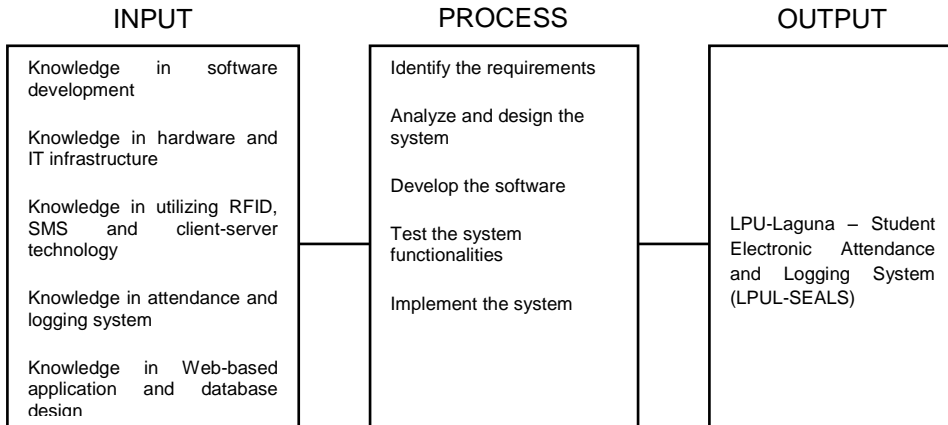 INPUT
Knowledge in software
development
Knowledge in hardware and
IT infrastructure
Knowledge in utilizing RFID,
SMS and client-server
technology
Knowledge in attendance and
logging system
Knowledge in Web-based
application and database
design
PROCESS
Identify the requirements
Analyze and design the
system
Develop the software
Test the system
functionalities
Implement the system
OUTPUT
LPU-Laguna – Student
Electronic Attendance
and Logging System
(LPUL-SEALS)